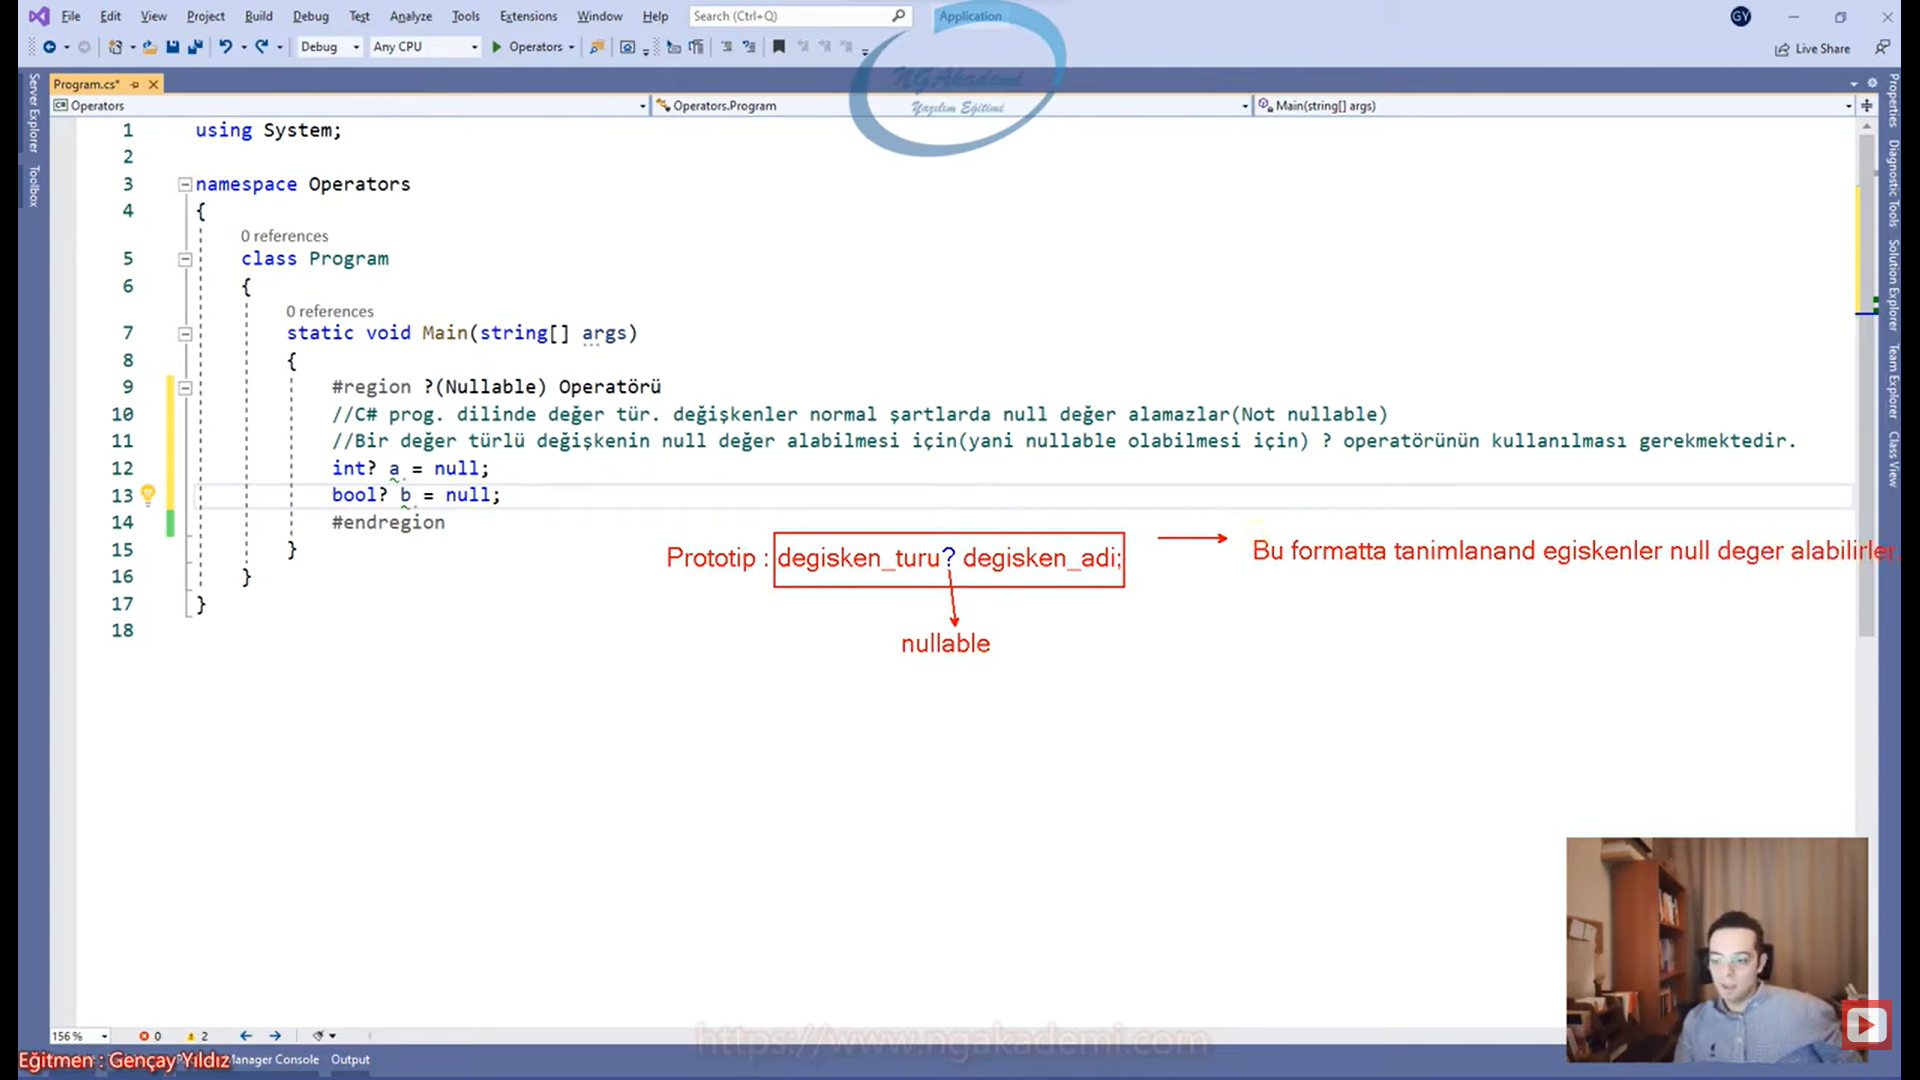 File Edit View Project Build Debug Test Analyze Tools Extensions Window Help Search (Ctrl+Q) Application GY
Debug Any CPU Operators Live Share
NGAkademi
Yazılım Eğitimi
Program.cs*
Operators Operators.Program Main(string[] args)
Server Explorer
Toolbox
Properties
Diagnostic Tools
Solution Explorer
Team Explorer
Class View
1 using System;
2
3 namespace Operators
4 {
0 references
5 class Program
6 {
0 references
7 static void Main(string[] args)
8 {
9 #region ?(Nullable) Operatörü
10 //C# prog. dilinde değer tür. değişkenler normal şartlarda null değer alamazlar(Not nullable)
11 //Bir değer türlü değişkenin null değer alabilmesi için(yani nullable olabilmesi için) ? operatörünün kullanılması gerekmektedir.
12 int? a = null;
13 bool? b = null;
14 #endregion
15 }
16 }
17 }
18
Prototip : degisken_turu? degisken_adi;
Bu formatta tanimlanand egiskenler null deger alabilirler.
nullable
156 % 0 2
https://www.ngakademi.com
Eğitmen : Gençay Yıldız
Manager Console Output